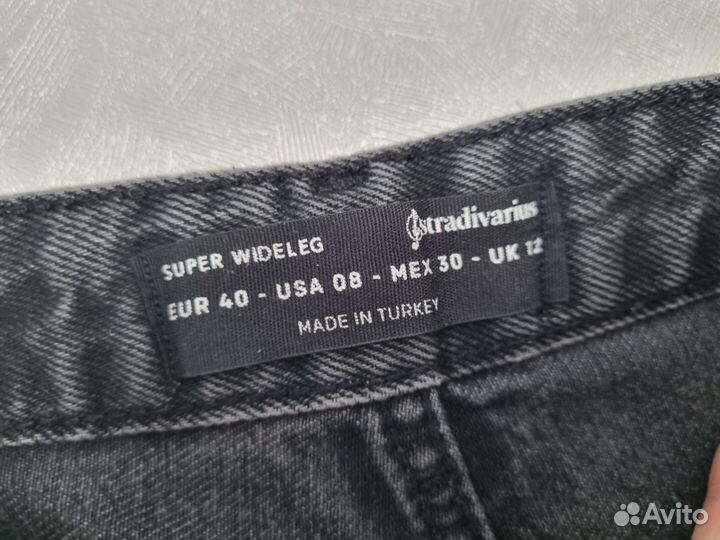 stradivarius
SUPER WIDELEG
EUR 40 - USA 08 - MEX 30 - UK 12
MADE IN TURKEY
Avito